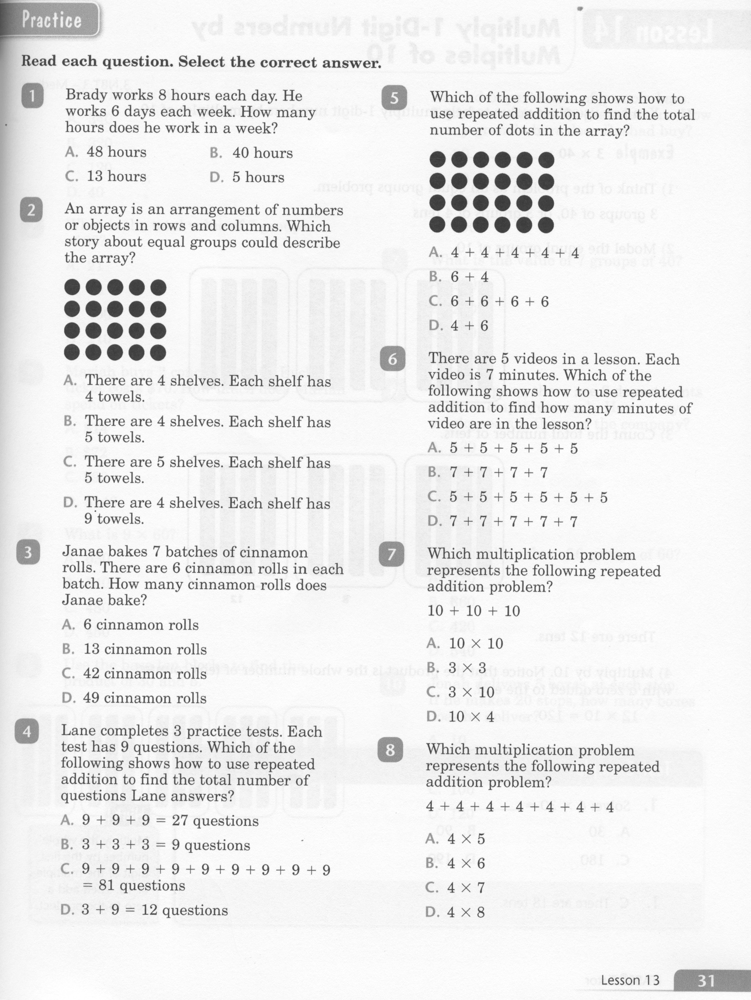 Practice
Read each question. Select the correct answer.
1
Brady works 8 hours each day. He
works 6 days each week. How many
hours does he work in a week?
A. 48 hours B. 40 hours
C. 13 hours D. 5 hours
2
An array is an arrangement of numbers
or objects in rows and columns. Which
story about equal groups could describe
the array?
A. There are 4 shelves. Each shelf has
4 towels.
B. There are 4 shelves. Each shelf has
5 towels.
C. There are 5 shelves. Each shelf has
5 towels.
D. There are 4 shelves. Each shelf has
9 towels.
3
Janae bakes 7 batches of cinnamon
rolls. There are 6 cinnamon rolls in each
batch. How many cinnamon rolls does
Janae bake?
A. 6 cinnamon rolls
B. 13 cinnamon rolls
C. 42 cinnamon rolls
D. 49 cinnamon rolls
4
Lane completes 3 practice tests. Each
test has 9 questions. Which of the
following shows how to use repeated
addition to find the total number of
questions Lane answers?
A. 9 + 9 + 9 = 27 questions
B. 3 + 3 + 3 = 9 questions
C. 9 + 9 + 9 + 9 + 9 + 9 + 9 + 9 + 9
= 81 questions
D. 3 + 9 = 12 questions
5
Which of the following shows how to
use repeated addition to find the total
number of dots in the array?
A. 4 + 4 + 4 + 4 + 4
B. 6 + 4
C. 6 + 6 + 6 + 6
D. 4 + 6
6
There are 5 videos in a lesson. Each
video is 7 minutes. Which of the
following shows how to use repeated
addition to find how many minutes of
video are in the lesson?
A. 5 + 5 + 5 + 5 + 5
B. 7 + 7 + 7 + 7
C. 5 + 5 + 5 + 5 + 5 + 5
D. 7 + 7 + 7 + 7 + 7
7
Which multiplication problem
represents the following repeated
addition problem?
10 + 10 + 10
A. 10 × 10
B. 3 × 3
C. 3 × 10
D. 10 × 4
8
Which multiplication problem
represents the following repeated
addition problem?
4 + 4 + 4 + 4 + 4 + 4 + 4
A. 4 × 5
B. 4 × 6
C. 4 × 7
D. 4 × 8
Lesson 13 31